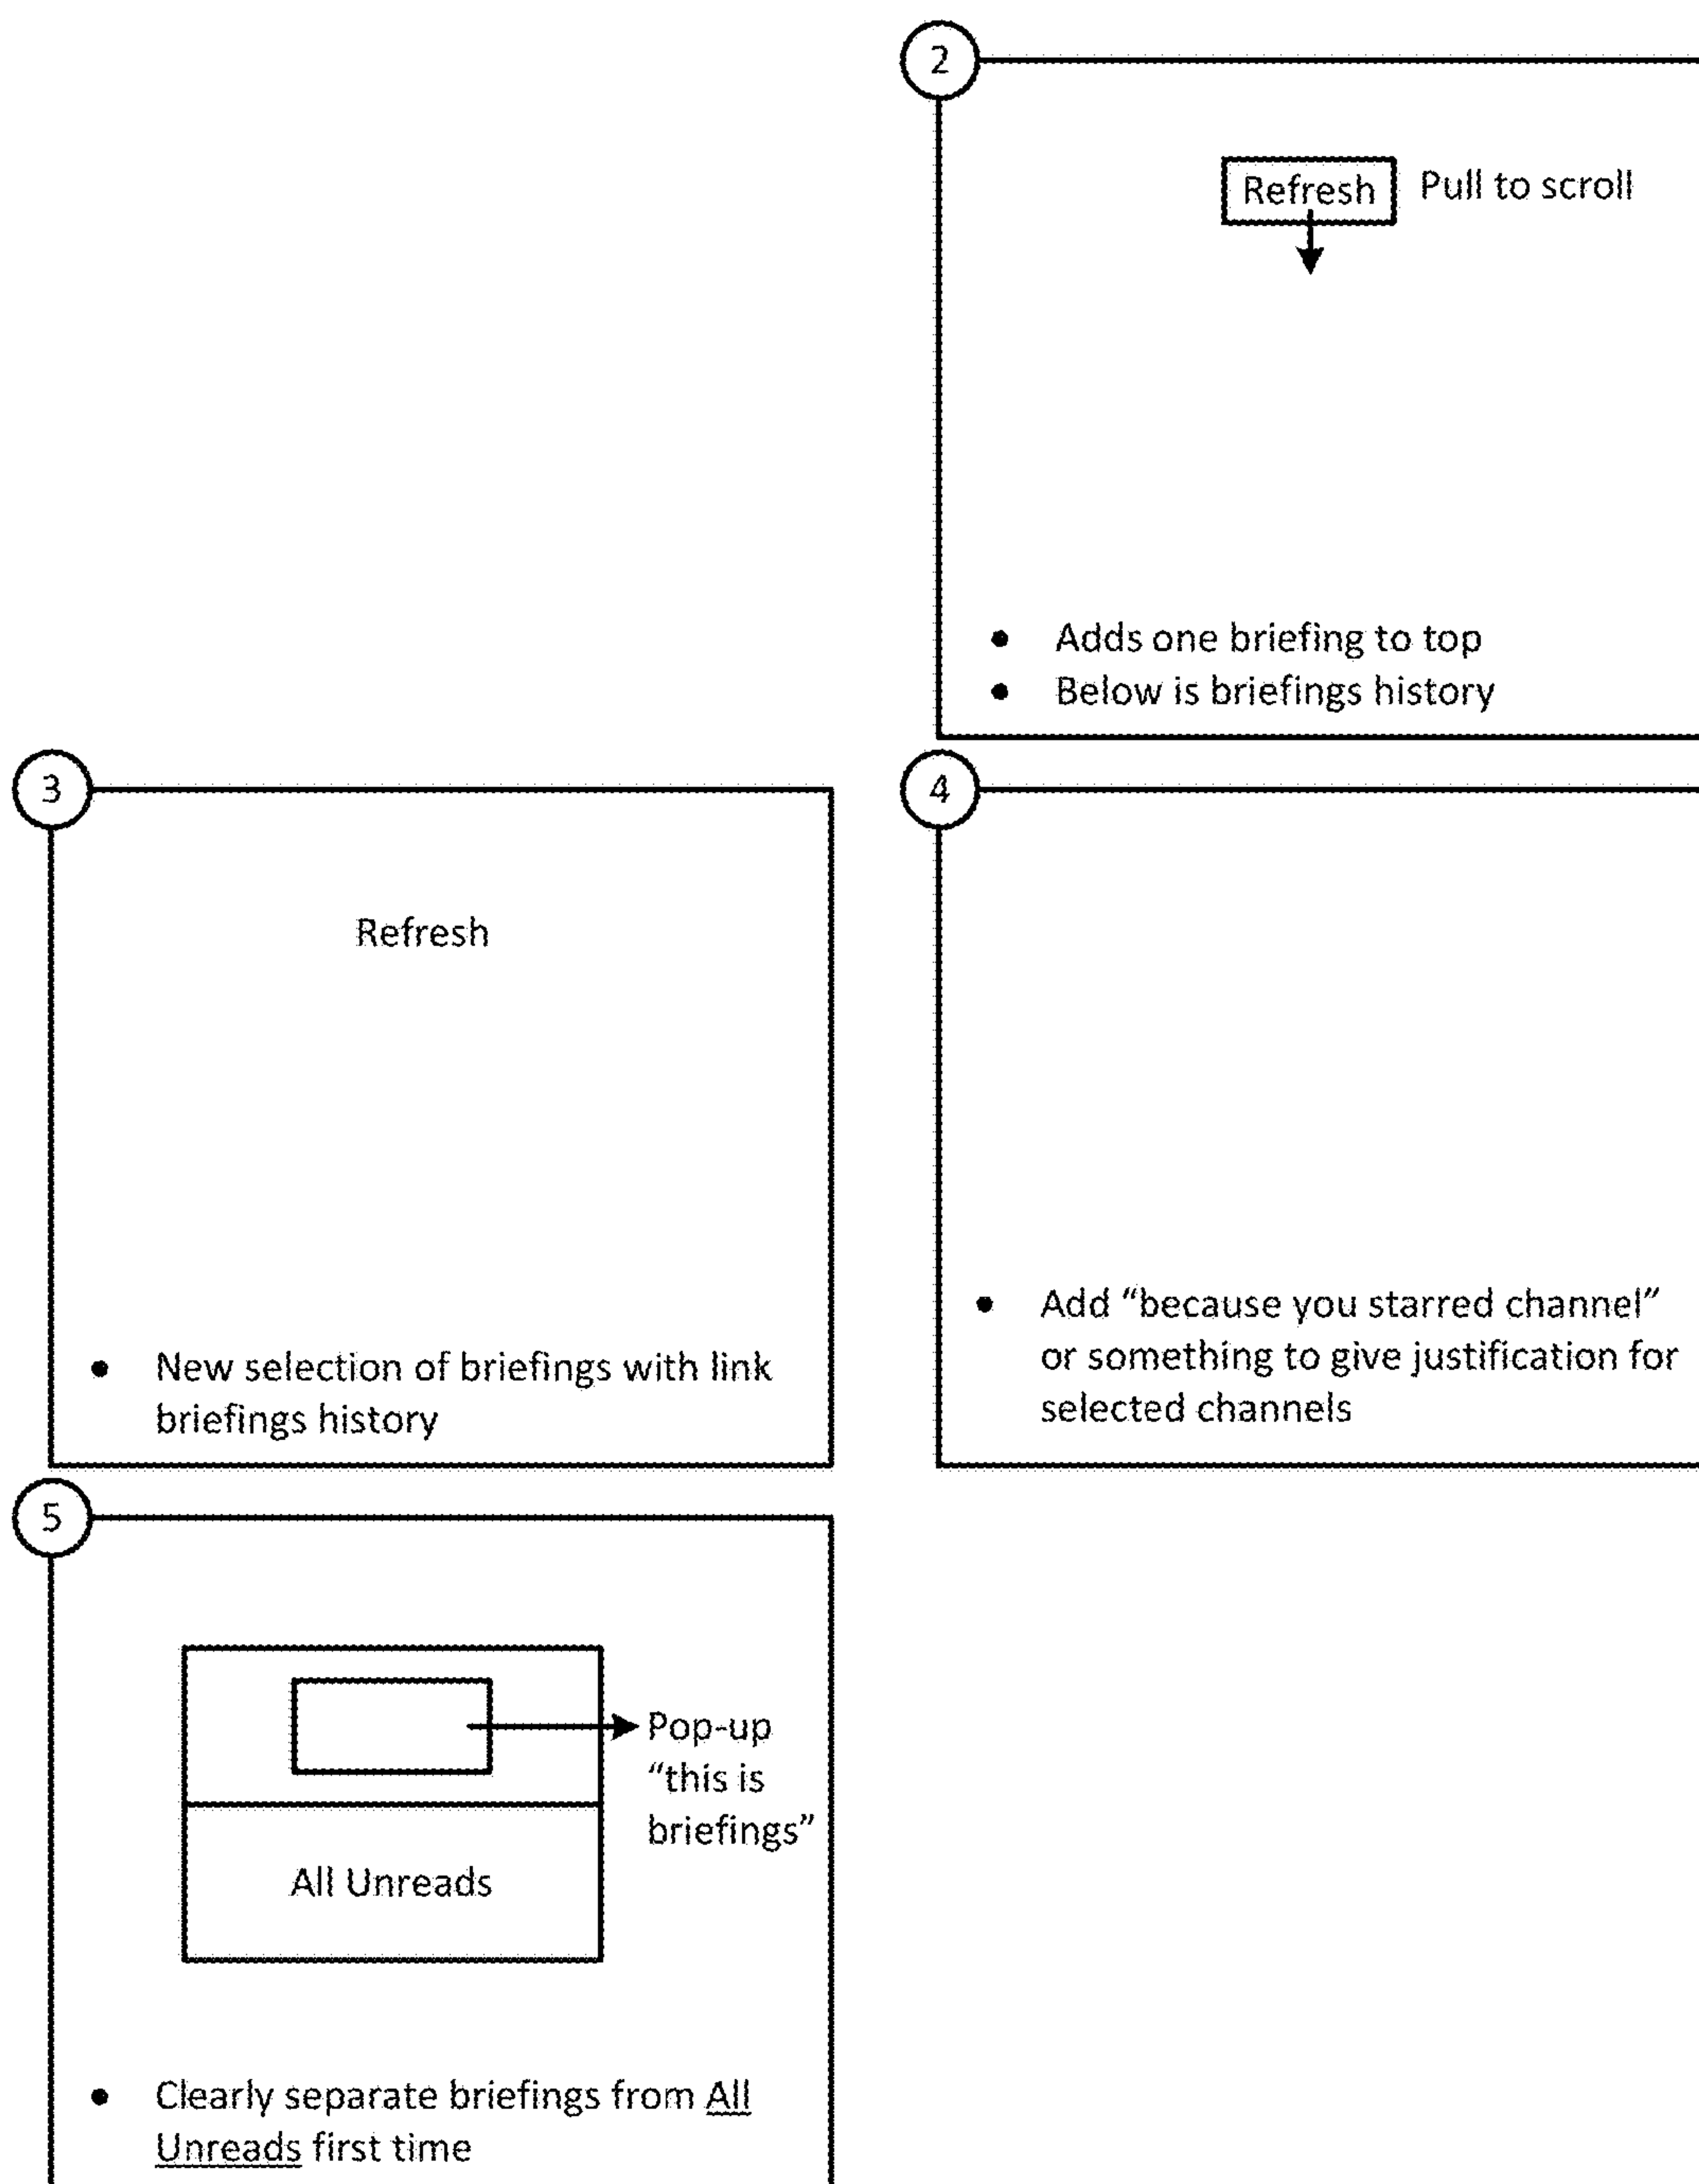 2
Refresh
Pull to scroll
• Adds one briefing to top
• Below is briefings history
3
Refresh
• New selection of briefings with link
briefings history
4
• Add “because you starred channel”
or something to give justification for
selected channels
5
Pop-up
“this is
briefings”
All Unreads
• Clearly separate briefings from All
Unreads first time